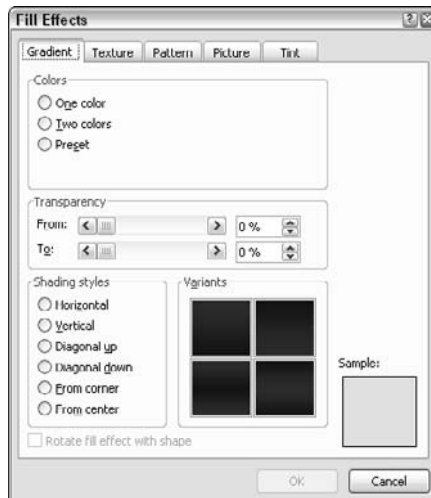 Fill Effects
Gradient Texture Pattern Picture Tint
Colors
One color
Two colors
Preset
Transparency
From: 0 %
To: 0 %
Shading styles
Horizontal
Vertical
Diagonal up
Diagonal down
From corner
From center
Variants
Sample:
Rotate fill effect with shape
OK Cancel